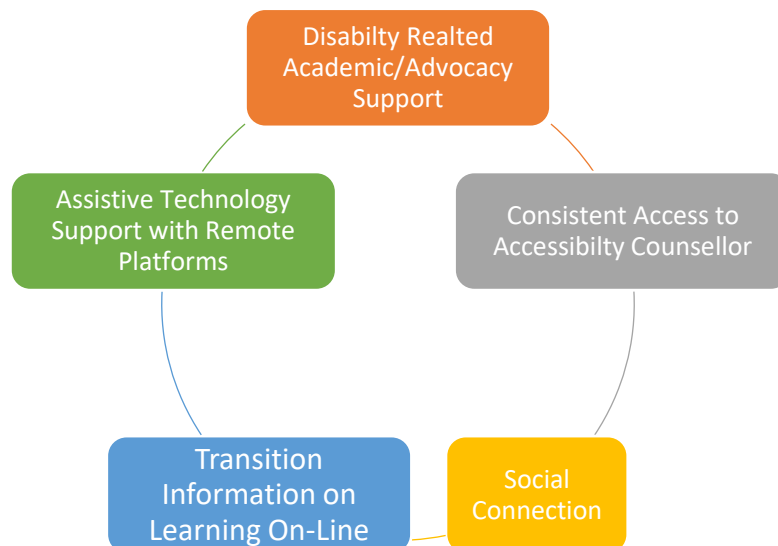 Disabilty Realted
Academic/Advocacy
Support
Assistive Technology
Support with Remote
Platforms
Consistent Access to
Accessibilty Counsellor
Transition
Information on
Learning On-Line
Social
Connection